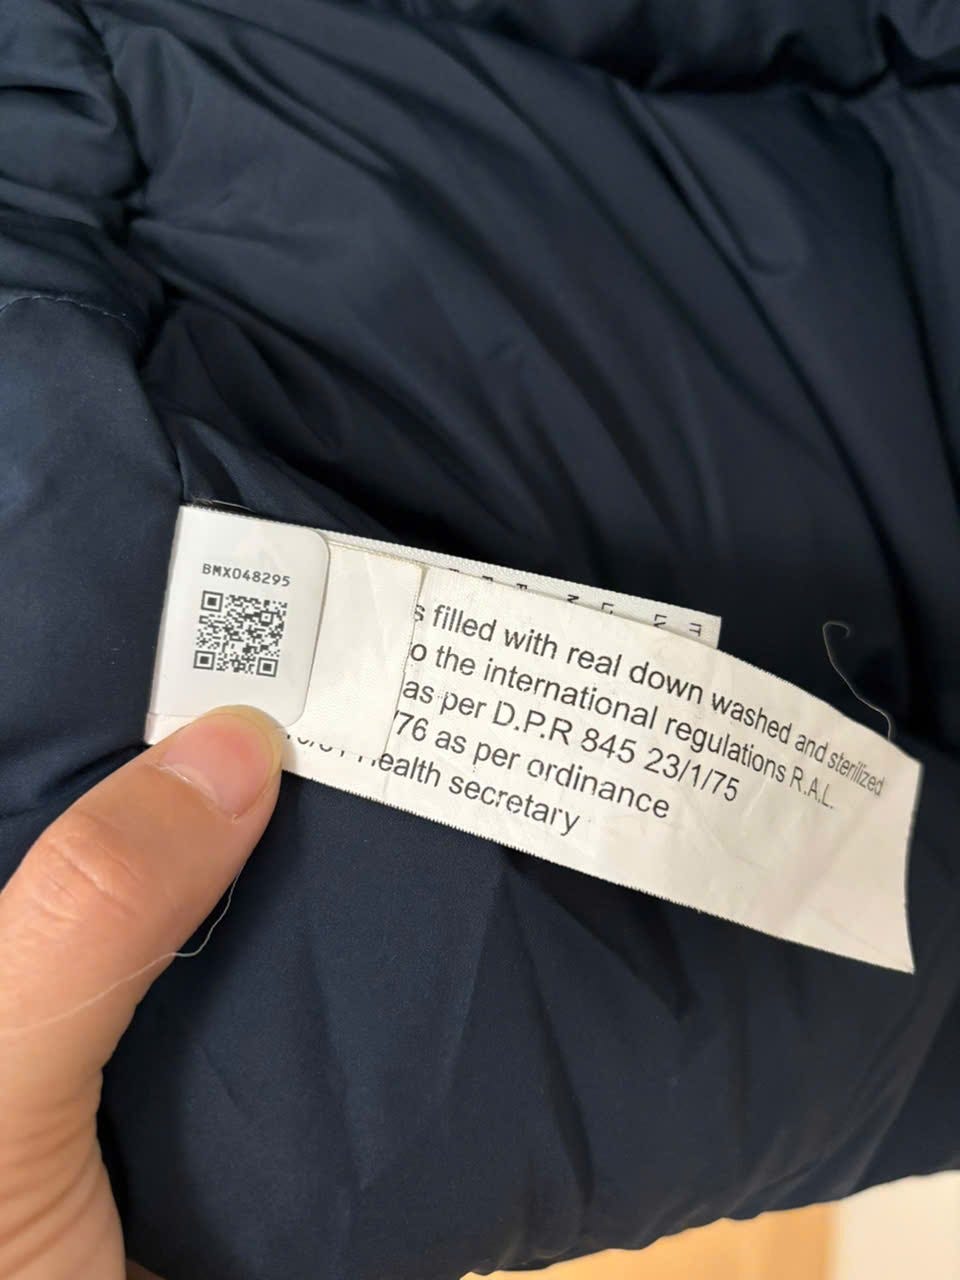 BMX048295
filled with real down washed and sterilized
the international regulations R.A.L.
as per D.P.R 845 23/1/75
76 as per ordinance
secretary